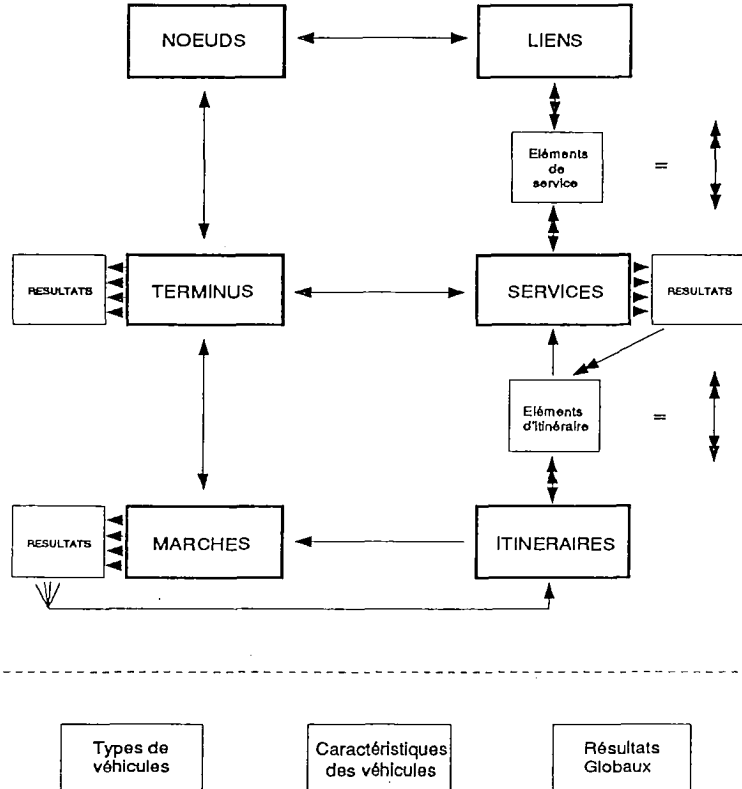 NOEUDS
LIENS
Eléments
de
service
=
RESULTATS
TERMINUS
SERVICES
RESULTATS
Eléments
d'itinéraire
=
RESULTATS
MARCHES
ITINERAIRES
Types de
véhicules
Caractéristiques
des véhicules
Résultats
Globaux